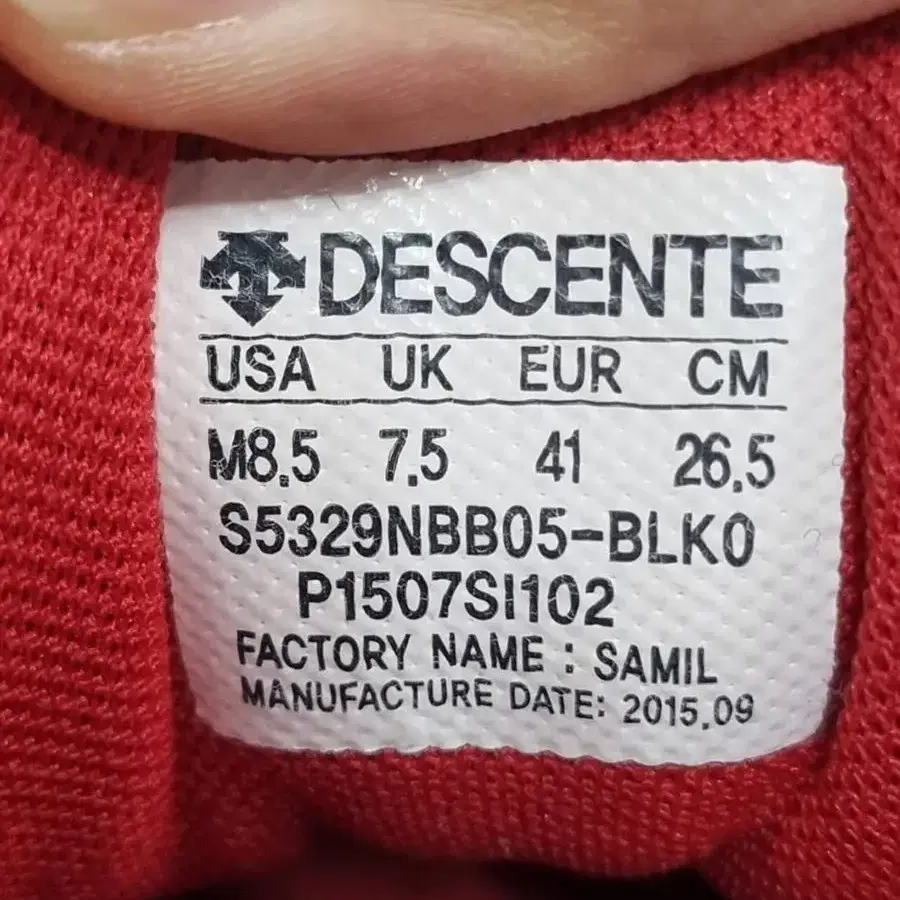 DESCENTE
USA UK EUR CM
M8.5 7.5 41 26.5
S5329NBB05-BLK0
P1507SI102
FACTORY NAME : SAMIL
MANUFACTURE DATE: 2015.09